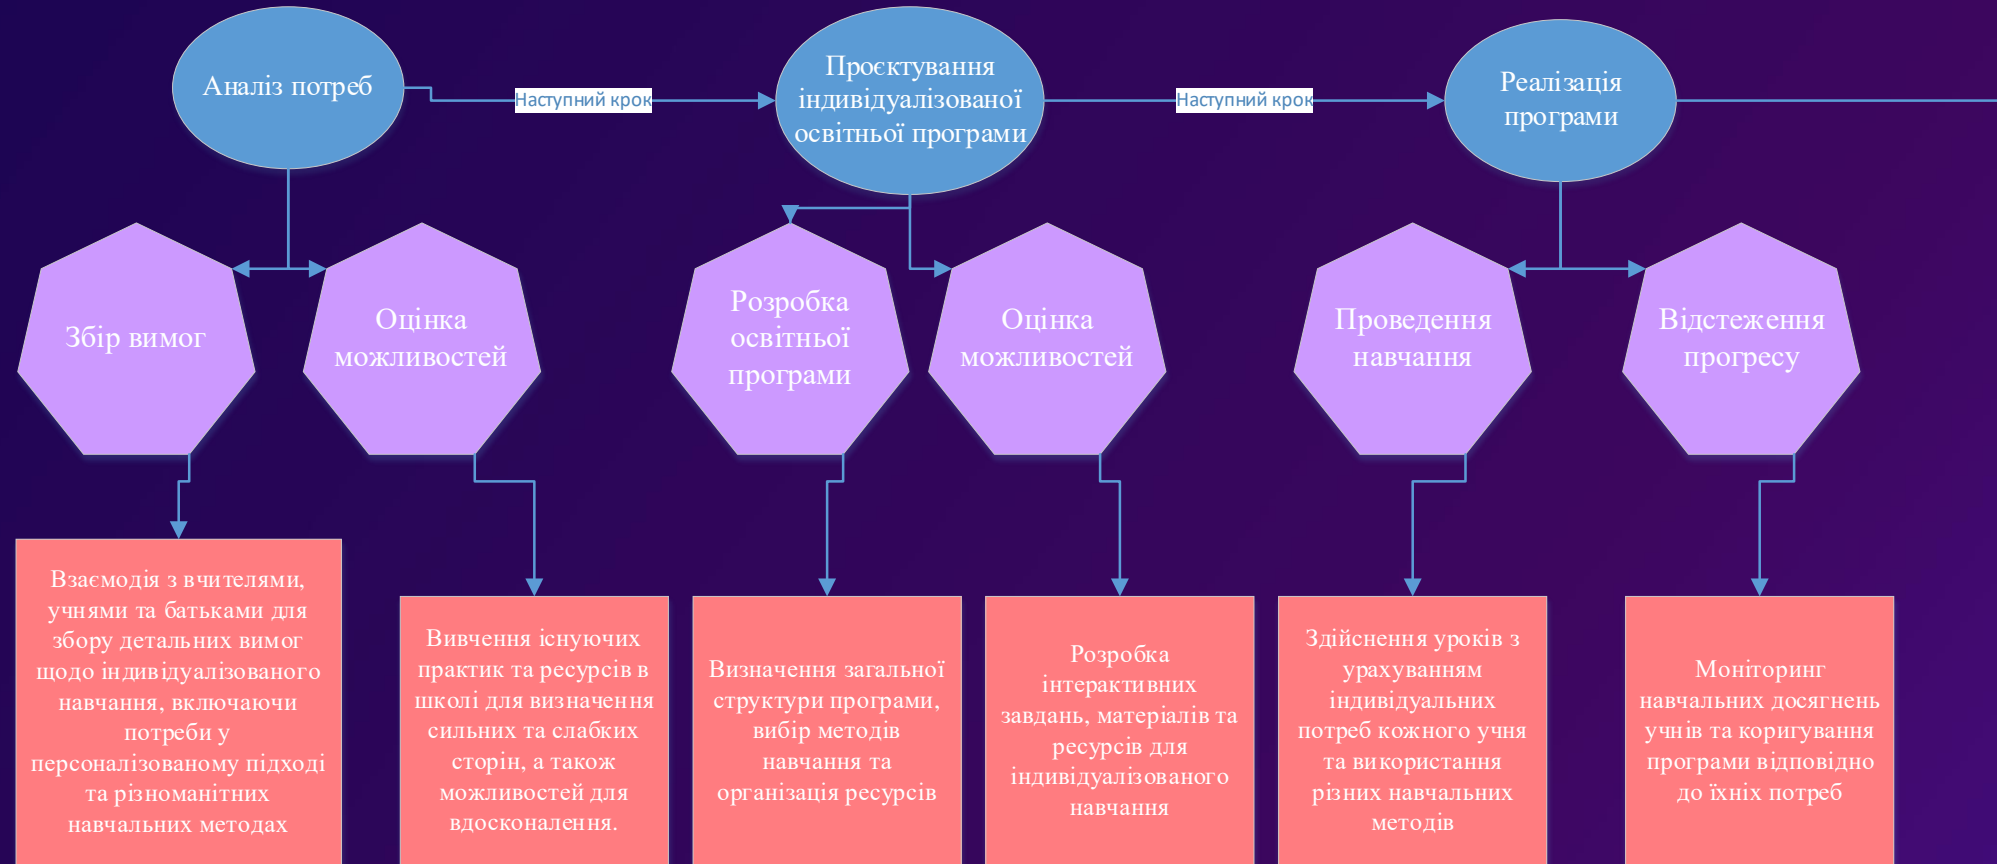 Аналіз потреб
Наступний крок
Проєктування
індивідуалізованої
освітньої програми
Наступний крок
Реалізація
програми
Збір вимог
Оцінка
можливостей
Розробка
освітньої
програми
Оцінка
можливостей
Проведення
навчання
Відстеження
прогресу
Взаємодія з вчителями,
учнями та батьками для
збору детальних вимог
щодо індивідуалізованого
навчання, включаючи
потреби у
персоналізованому підході
та різноманітних
навчальних методах
Вивчення існуючих
практик та ресурсів в
школі для визначення
сильних та слабких
сторін, а також
можливостей для
вдосконалення.
Визначення загальної
структури програми,
вибір методів
навчання та
організація ресурсів
Розробка
інтерактивних
завдань, матеріалів та
ресурсів для
індивідуалізованого
навчання
Здійснення уроків з
урахуванням
індивідуальних
потреб кожного учня
та використання
різних навчальних
методів
Моніторинг
навчальних досягнень
учнів та коригування
програми відповідно
до їхніх потреб